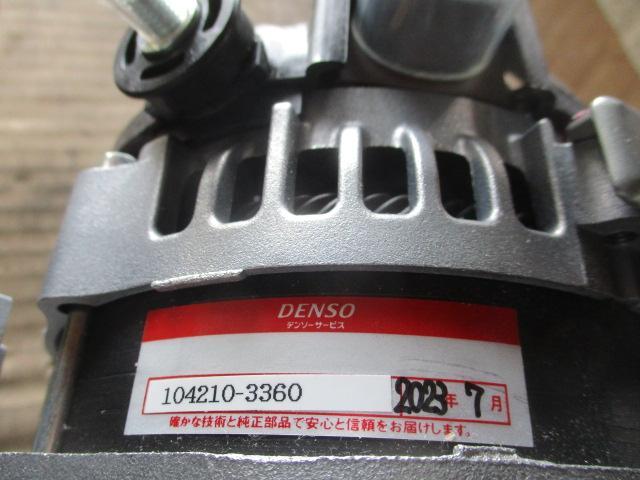 DENSO
デンソーサービス
104210-3360 2023年 7月
確かな技術と純正部品で安心と信頼をお届けします。